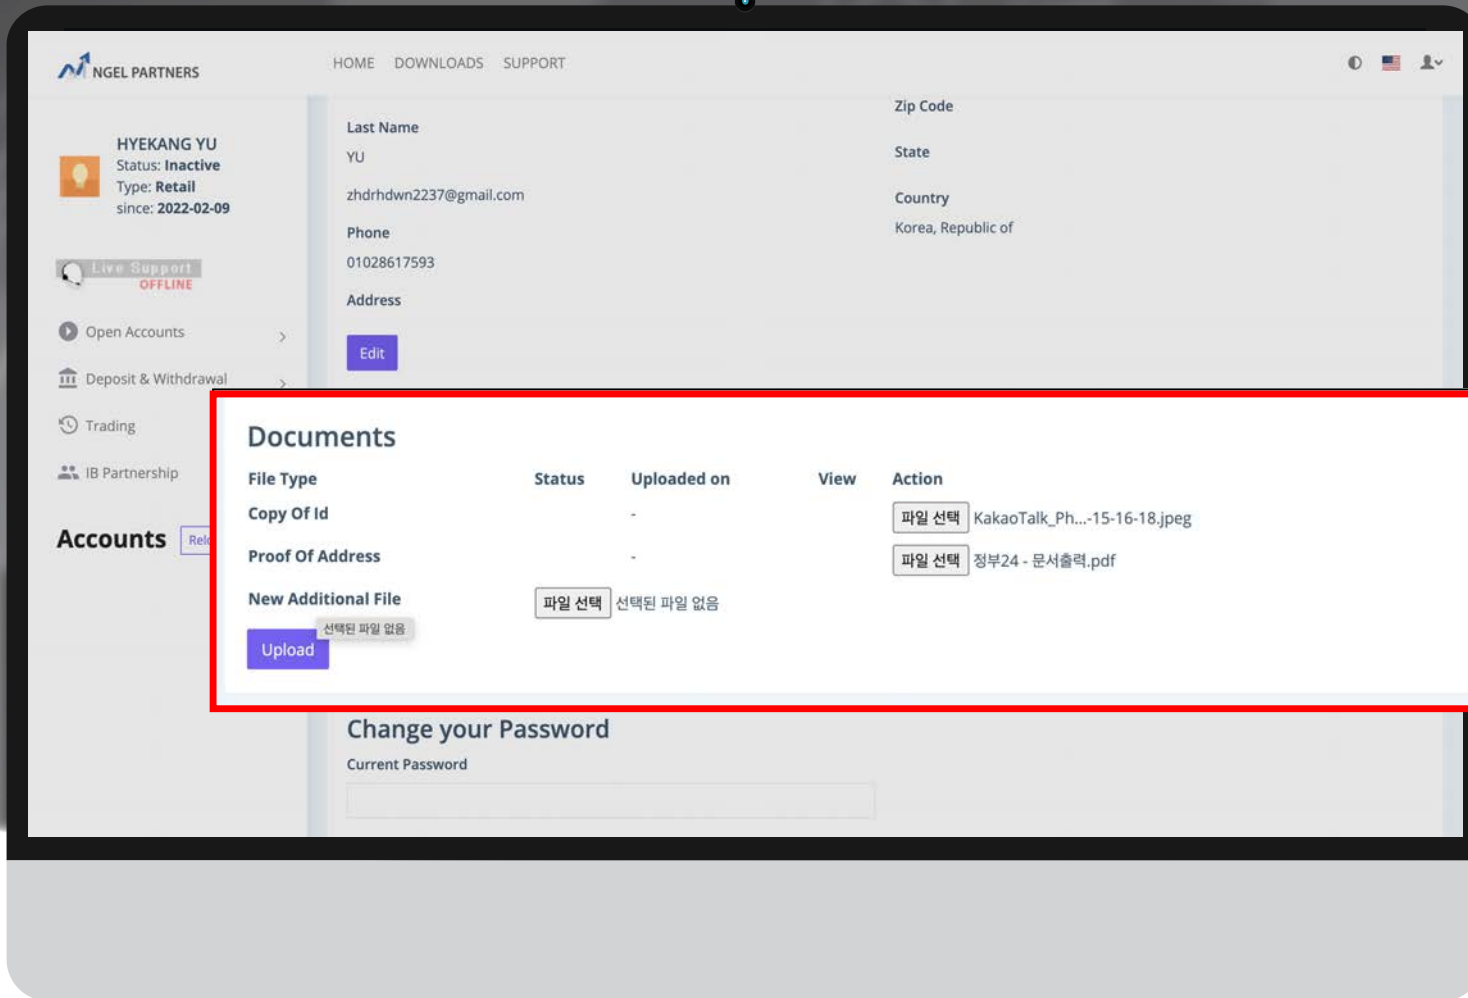 NGEL PARTNERS
HOME DOWNLOADS SUPPORT
HYEKANG YU
Status: Inactive
Type: Retail
since: 2022-02-09
Live Support
OFFLINE
Open Accounts
Deposit & Withdrawal
Trading
IB Partnership
Accounts
Last Name
YU
zhdrhdwn2237@gmail.com
Phone
01028617593
Address
Edit
Zip Code
State
Country
Korea, Republic of
Documents
File Type Status Uploaded on View Action
Copy Of Id - 파일 선택 KakaoTalk_Ph...-15-16-18.jpeg
Proof Of Address - 파일 선택 정부24 - 문서출력.pdf
New Additional File 파일 선택 선택된 파일 없음
선택된 파일 없음
Upload
Change your Password
Current Password